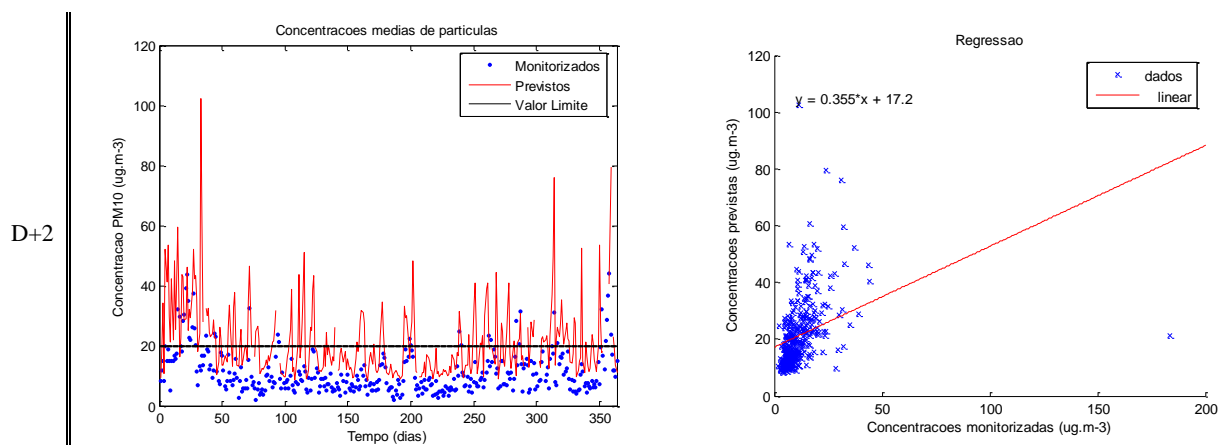 D+2
Concentracoes medias de particulas
120
100
80
60
40
20
0
Concentracao PM10 (ug.m-3)
Monitorizados
Previstos
Valor Limite
0 50 100 150 200 250 300 350
Tempo (dias)
Regressao
120
100
80
60
40
20
0
Concentracoes previstas (ug.m-3)
dados
linear
y = 0.355*x + 17.2
0 50 100 150 200
Concentracoes monitorizadas (ug.m-3)